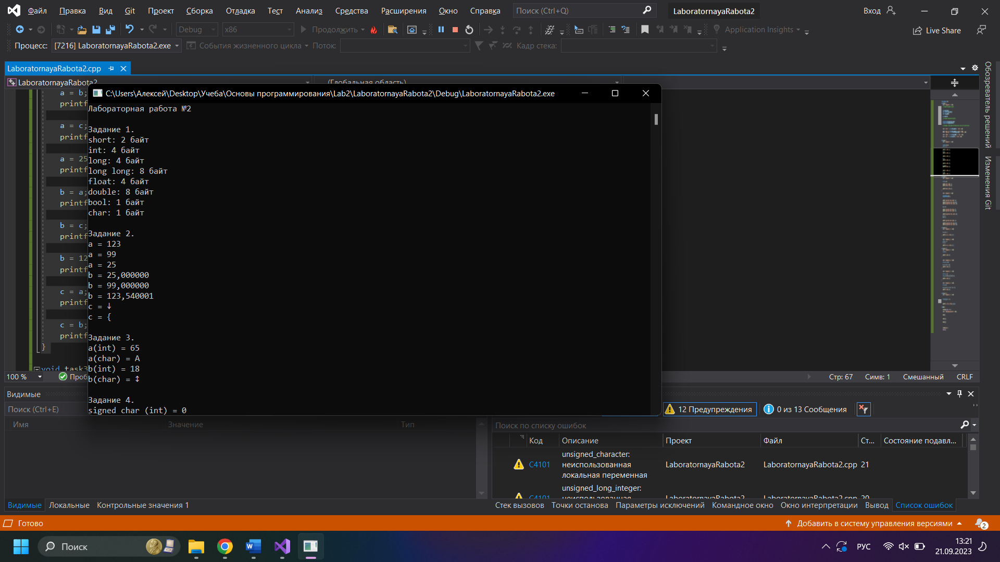 Файл Правка Вид Git Проект Сборка Отладка Тест Анализ Средства Расширения Окно Справка Поиск (Ctrl+Q) LaboratornayaRabota2 Вход
Debug x86 Продолжить Application Insights Live Share
Процесс: [7216] LaboratornayaRabota2.exe События жизненного цикла Поток: Кадр стека:
LaboratornayaRabota2.cpp
LaboratornayaRabota2 (Глобальная область)
C:\Users\Алексей\Desktop\Учеба\Основы программирования\Lab2\LaboratornayaRabota2\Debug\LaboratornayaRabota2.exe
Лабораторная работа №2
Задание 1.
short: 2 байт
int: 4 байт
long: 4 байт
long long: 8 байт
float: 4 байт
double: 8 байт
bool: 1 байт
char: 1 байт
Задание 2.
a = 123
a = 99
a = 25
b = 25,000000
b = 99,000000
b = 123,540001
c = ↓
c = {
Задание 3.
a(int) = 65
a(char) = A
b(int) = 18
b(char) = ↕
Задание 4.
signed char (int) = 0
a = b;
printf
a = c;
printf
a = 25
printf
b = a;
printf
b = c;
printf
b = 12
printf
c = a;
printf
c = b;
printf
}
void task3
Обозреватель решений
Изменения Git
100 % Стр: 67 Симв: 1 Смешанный CRLF
Видимые
Поиск (Ctrl+E)
Имя Значение Тип
Видимые Локальные Контрольные значения 1
12 Предупреждения 0 из 13 Сообщения
Поиск по списку ошибок
Код Описание Проект Файл Ст... Состояние подавл...
C4101 unsigned_character: неиспользованная локальная переменная LaboratornayaRabota2 LaboratornayaRabota2.cpp 21
C4101 unsigned_long_integer: неиспользованная LaboratornayaRabota2 LaboratornayaRabota2.cpp 20
Стек вызовов Точки останова Параметры исключений Командное окно Окно интерпретации Вывод Список ошибок
Готово Добавить в систему управления версиями 2
Поиск РУС 13:21
21.09.2023